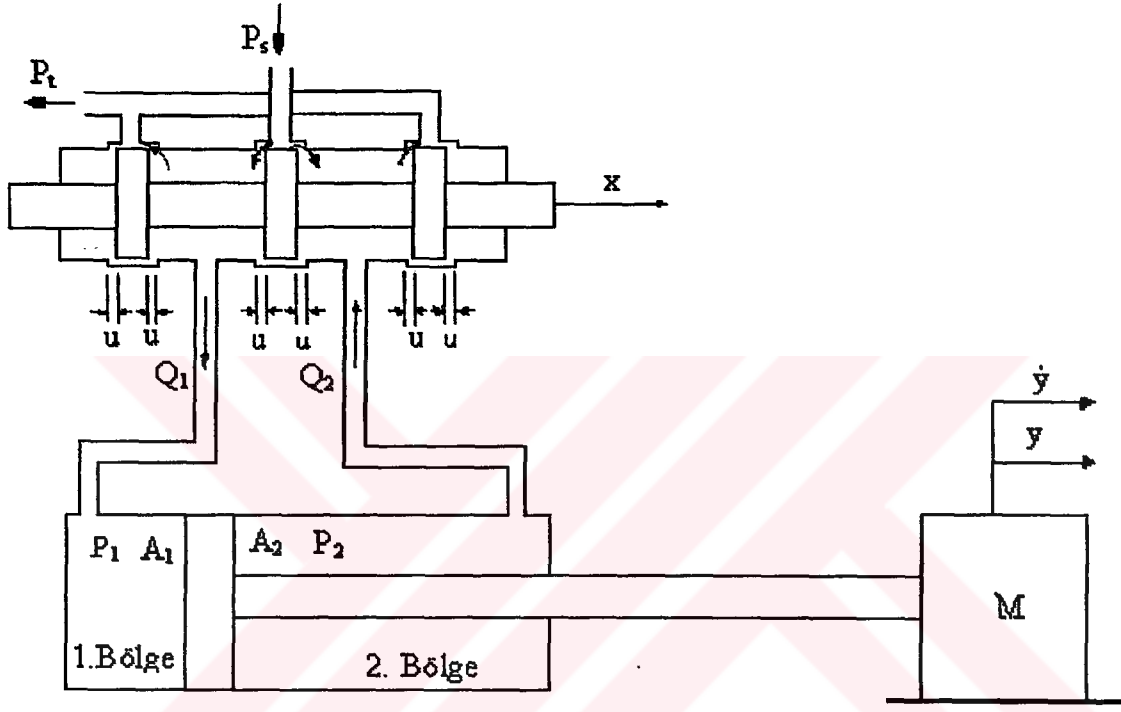 Ps
Pt
x
u u u u u u
Q1 Q2
ẏ
y
P1 A1 A2 P2
M
1.Bölge 2. Bölge